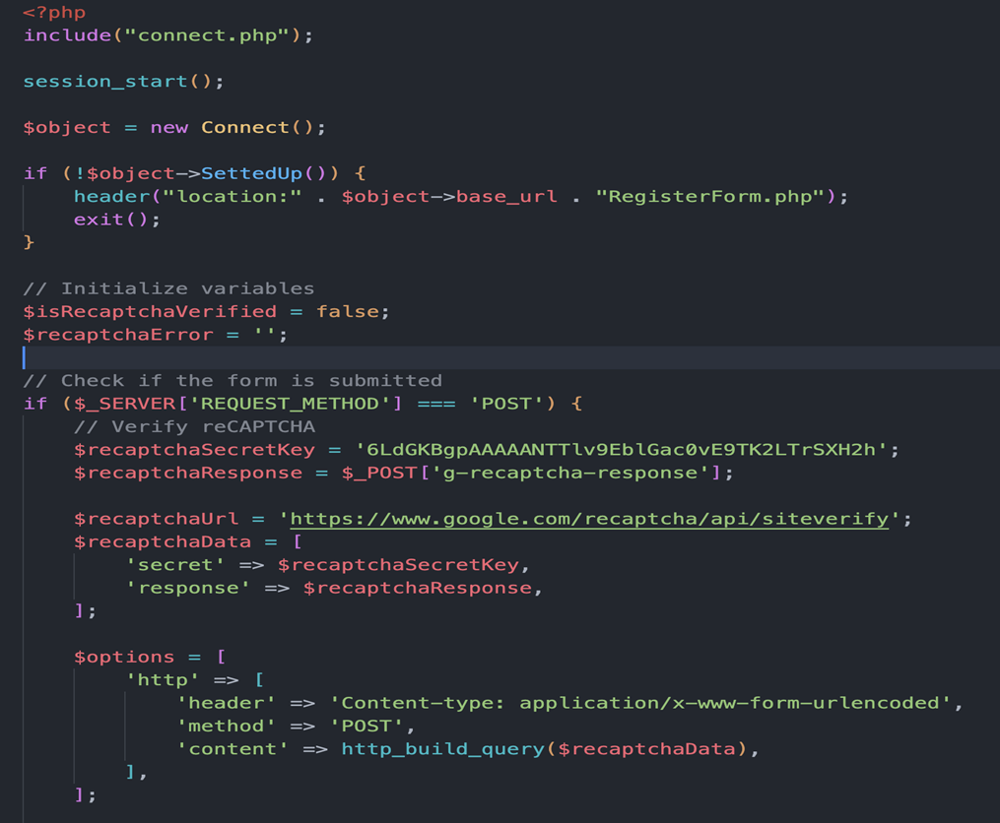 <?php
include("connect.php");
session_start();
$object = new Connect();
if (!$object->SettedUp()) {
header("location:" . $object->base_url . "RegisterForm.php");
exit();
}
// Initialize variables
$isRecaptchaVerified = false;
$recaptchaError = '';
// Check if the form is submitted
if ($_SERVER['REQUEST_METHOD'] === 'POST') {
// Verify reCAPTCHA
$recaptchaSecretKey = '6LdGKBgpAAAAANTTlv9EblGac0vE9TK2LTrSXH2h';
$recaptchaResponse = $_POST['g-recaptcha-response'];
$recaptchaUrl = 'https://www.google.com/recaptcha/api/siteverify';
$recaptchaData = [
'secret' => $recaptchaSecretKey,
'response' => $recaptchaResponse,
];
$options = [
'http' => [
'header' => 'Content-type: application/x-www-form-urlencoded',
'method' => 'POST',
'content' => http_build_query($recaptchaData),
],
];